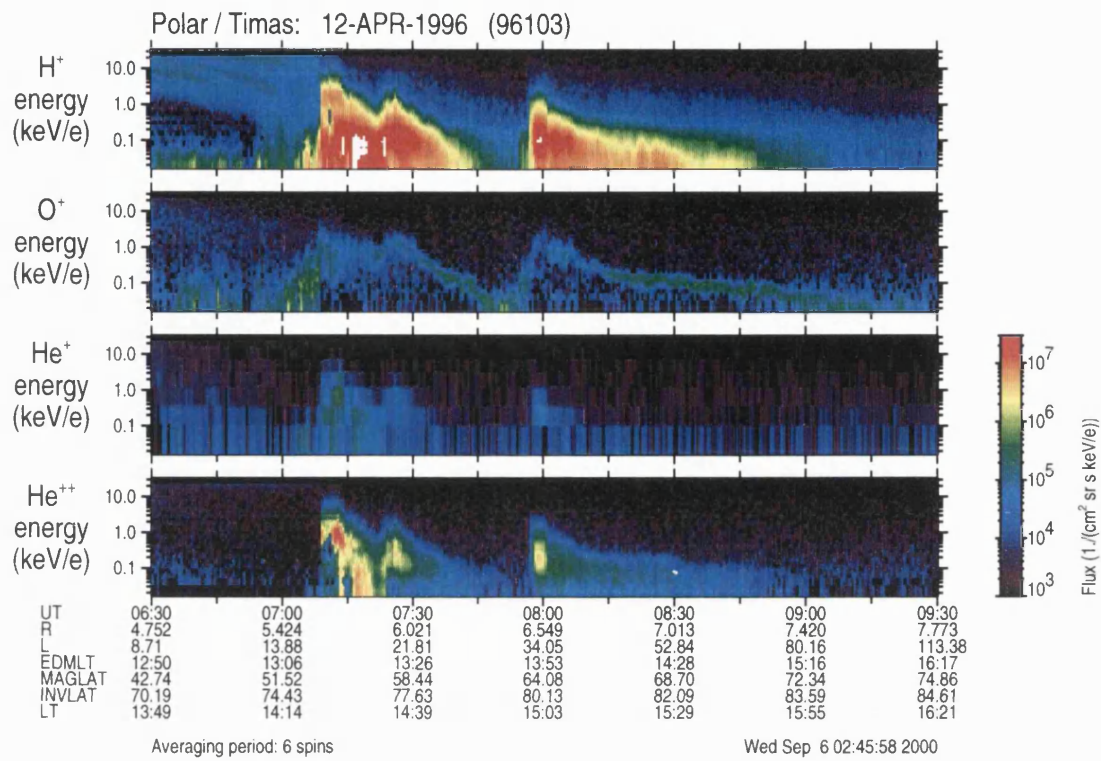 Polar / Timas: 12-APR-1996 (96103)
H+
energy
(keV/e)
10.0
1.0
0.1
O+
energy
(keV/e)
10.0
1.0
0.1
He+
energy
(keV/e)
10.0
1.0
0.1
He++
energy
(keV/e)
10.0
1.0
0.1
10^7
10^6
10^5
10^4
10^3
Flux (1./(cm² sr s keV/e))
UT 06:30 07:00 07:30 08:00 08:30 09:00 09:30
R 4.752 5.424 6.021 6.549 7.013 7.420 7.773
L 8.71 13.88 21.81 34.05 52.84 80.16 113.38
EDMLT 12:50 13:06 13:26 13:53 14:28 15:16 16:17
MAGLAT 42.74 51.52 58.44 64.08 68.70 72.34 74.86
INVLAT 70.19 74.43 77.63 80.13 82.09 83.59 84.61
LT 13:49 14:14 14:39 15:03 15:29 15:55 16:21
Averaging period: 6 spins
Wed Sep 6 02:45:58 2000